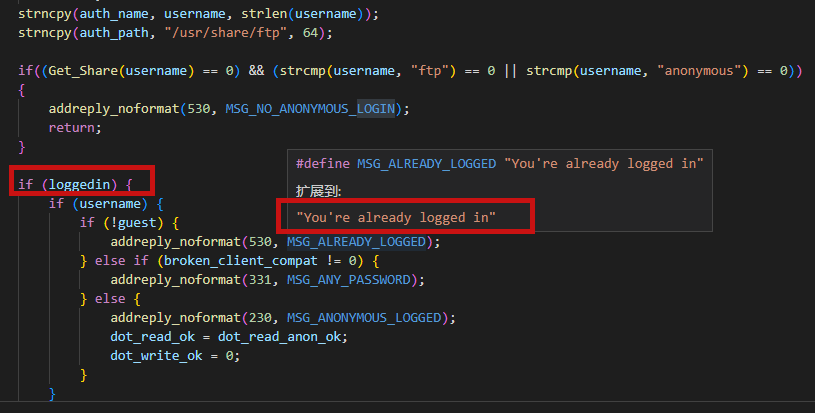 strncpy(auth_name, username, strlen(username));
strncpy(auth_path, "/usr/share/ftp", 64);
if((Get_Share(username) == 0) && (strcmp(username, "ftp") == 0 || strcmp(username, "anonymous") == 0))
{
addreply_noformat(530, MSG_NO_ANONYMOUS_LOGIN);
return;
}
if (loggedin) {
if (username) {
if (!guest) {
addreply_noformat(530, MSG_ALREADY_LOGGED);
} else if (broken_client_compat != 0) {
addreply_noformat(331, MSG_ANY_PASSWORD);
} else {
addreply_noformat(230, MSG_ANONYMOUS_LOGGED);
dot_read_ok = dot_read_anon_ok;
dot_write_ok = 0;
}
}
#define MSG_ALREADY_LOGGED "You're already logged in"
扩展到:
"You're already logged in"